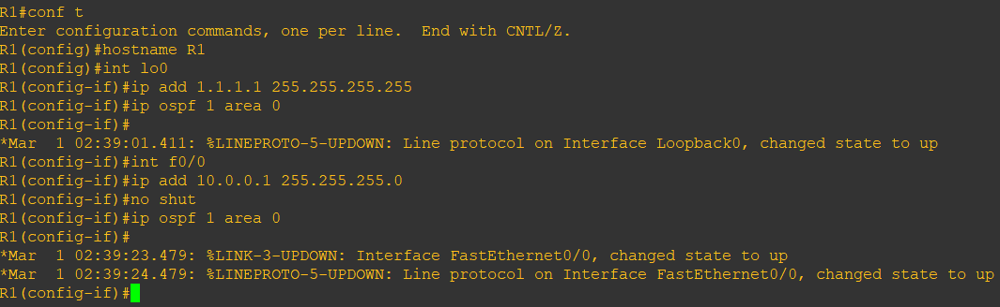 R1#conf t
Enter configuration commands, one per line.  End with CNTL/Z.
R1(config)#hostname R1
R1(config)#int lo0
R1(config-if)#ip add 1.1.1.1 255.255.255.255
R1(config-if)#ip ospf 1 area 0
R1(config-if)#
*Mar  1 02:39:01.411: %LINEPROTO-5-UPDOWN: Line protocol on Interface Loopback0, changed state to up
R1(config-if)#int f0/0
R1(config-if)#ip add 10.0.0.1 255.255.255.0
R1(config-if)#no shut
R1(config-if)#ip ospf 1 area 0
R1(config-if)#
*Mar  1 02:39:23.479: %LINK-3-UPDOWN: Interface FastEthernet0/0, changed state to up
*Mar  1 02:39:24.479: %LINEPROTO-5-UPDOWN: Line protocol on Interface FastEthernet0/0, changed state to up
R1(config-if)#